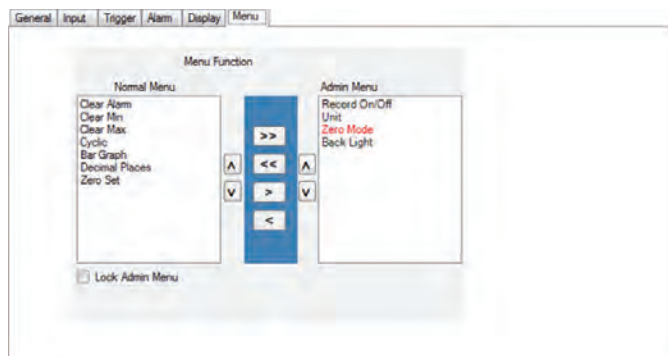 General Input Trigger Alarm Display Menu
Menu Function
Normal Menu
Clear Alarm
Clear Min
Clear Max
Cyclic
Bar Graph
Decimal Places
Zero Set
>>
<<
>
<
Admin Menu
Record On/Off
Unit
Zero Mode
Back Light
Lock Admin Menu